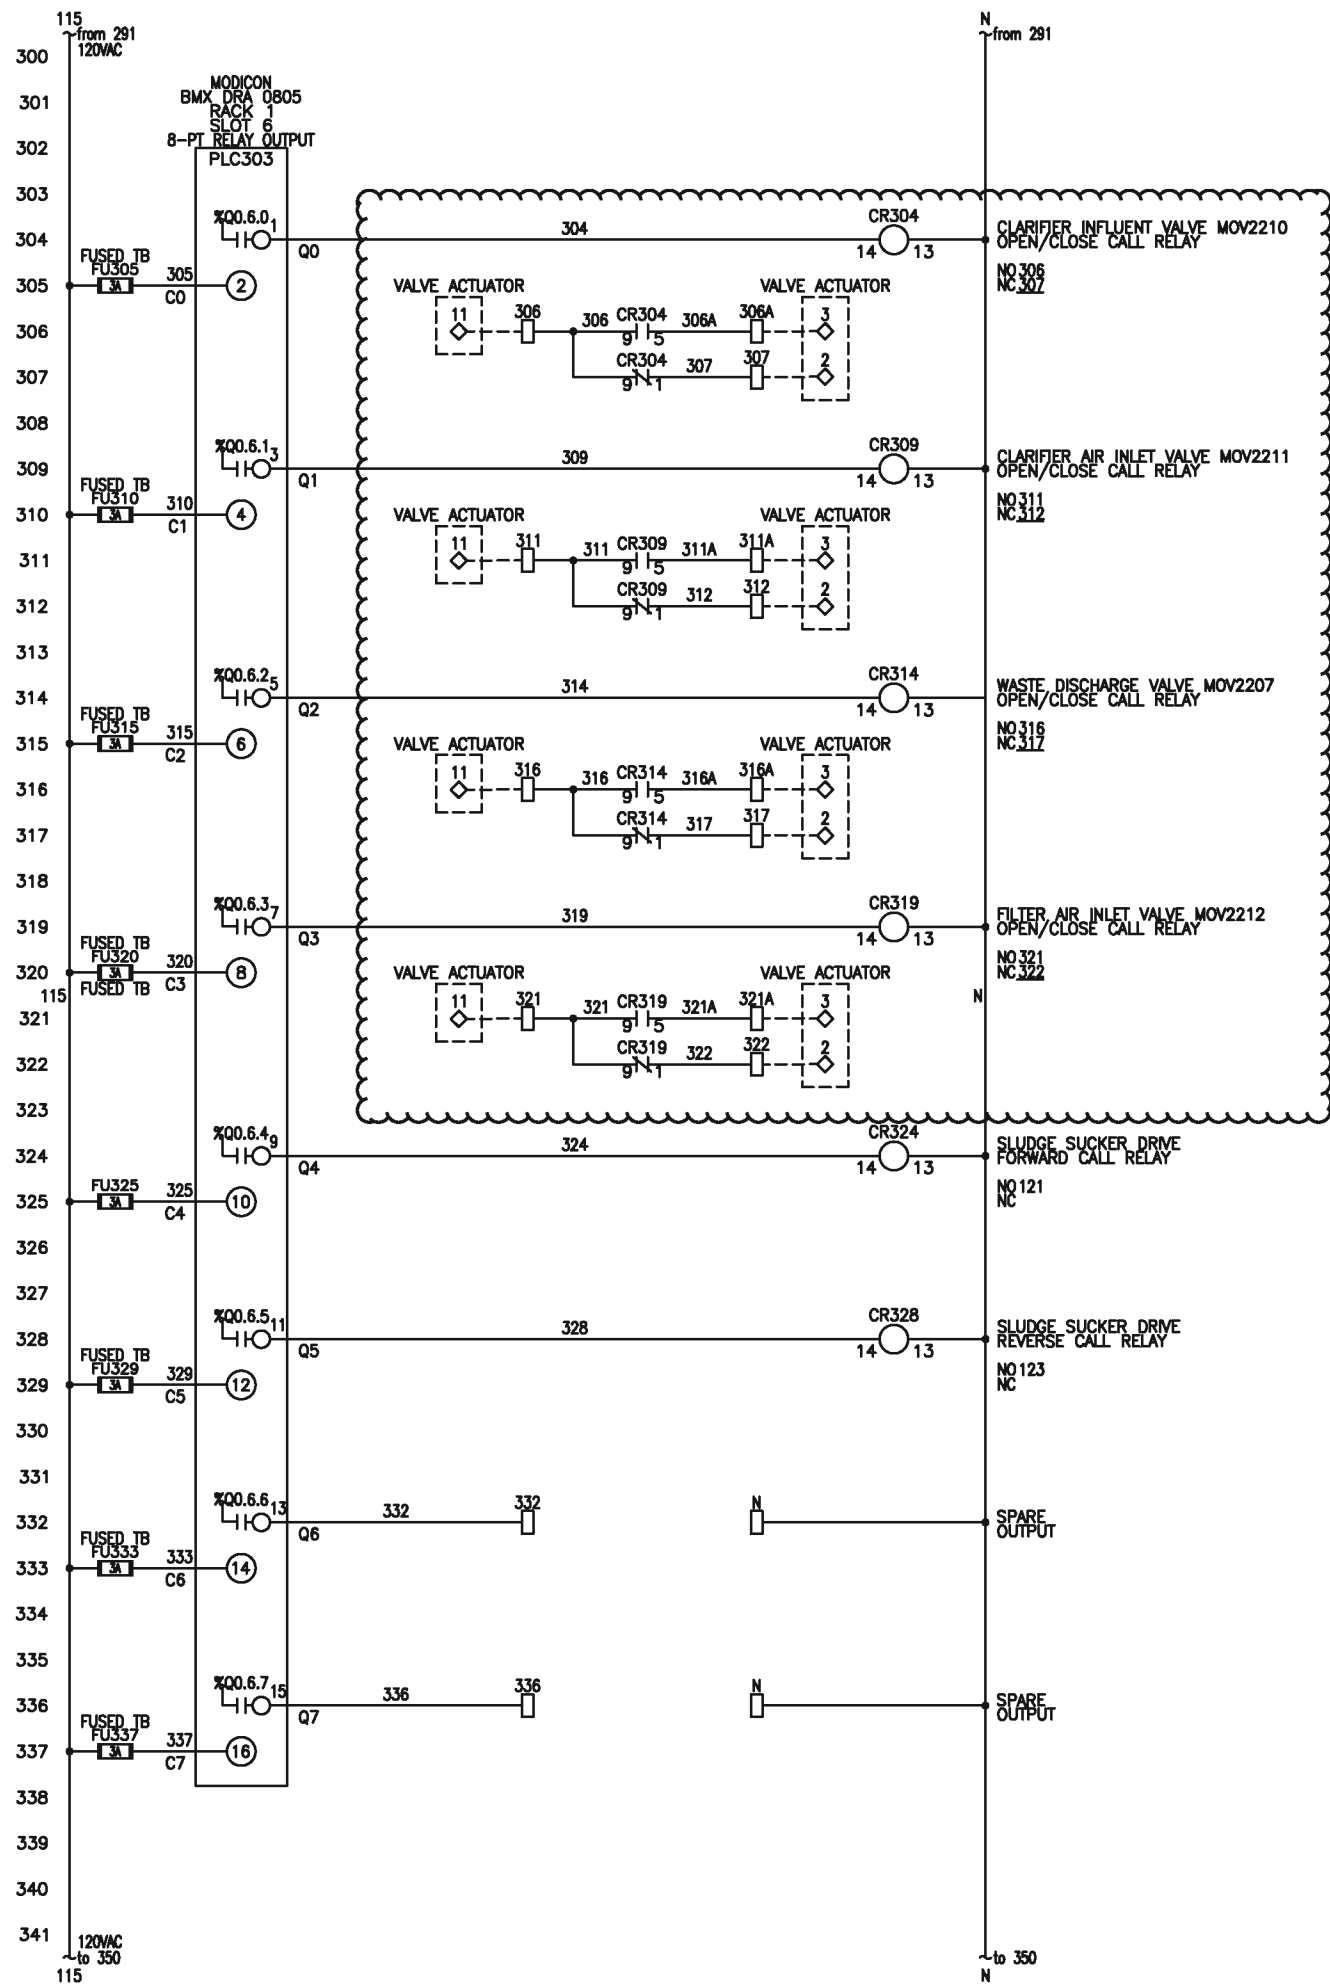 115
from 291
120VAC
N
from 291
300
301
MODICON
BMX DRA 0805
RACK 1
SLOT 6
8-PT RELAY OUTPUT
PLC303
302
303
%Q0.6.0 1
304
Q0
304
CR304
14 13
CLARIFIER INFLUENT VALVE MOV2210
OPEN/CLOSE CALL RELAY
NO 306
NC 307
FUSED TB
FU305
305
3A
305
C0
2
VALVE ACTUATOR
VALVE ACTUATOR
306
11
306
306 CR304 306A
9 5
306A
3
307
CR304
9 1
307
307
2
308
%Q0.6.1 3
309
Q1
309
CR309
14 13
CLARIFIER AIR INLET VALVE MOV2211
OPEN/CLOSE CALL RELAY
NO 311
NC 312
FUSED TB
FU310
310
3A
310
C1
4
VALVE ACTUATOR
VALVE ACTUATOR
311
11
311
311 CR309 311A
9 5
311A
3
312
CR309
9 1
312
312
2
313
%Q0.6.2 5
314
Q2
314
CR314
14 13
WASTE DISCHARGE VALVE MOV2207
OPEN/CLOSE CALL RELAY
NO 316
NC 317
FUSED TB
FU315
315
3A
315
C2
6
VALVE ACTUATOR
VALVE ACTUATOR
316
11
316
316 CR314 316A
9 5
316A
3
317
CR314
9 1
317
317
2
318
%Q0.6.3 7
319
Q3
319
CR319
14 13
FILTER AIR INLET VALVE MOV2212
OPEN/CLOSE CALL RELAY
NO 321
NC 322
FUSED TB
FU320
320
3A
320
C3
8
115
FUSED TB
N
VALVE ACTUATOR
VALVE ACTUATOR
321
11
321
321 CR319 321A
9 5
321A
3
322
CR319
9 1
322
322
2
323
%Q0.6.4 9
324
Q4
324
CR324
14 13
SLUDGE SUCKER DRIVE
FORWARD CALL RELAY
NO 121
NC
FU325
325
3A
325
C4
10
326
327
%Q0.6.5 11
328
Q5
328
CR328
14 13
SLUDGE SUCKER DRIVE
REVERSE CALL RELAY
NO 123
NC
FUSED TB
FU329
329
3A
329
C5
12
330
331
%Q0.6.6 13
332
Q6
332
332
N
SPARE
OUTPUT
FUSED TB
FU333
333
3A
333
C6
14
334
335
%Q0.6.7 15
336
Q7
336
336
N
SPARE
OUTPUT
FUSED TB
FU337
337
3A
337
C7
16
338
339
340
341
120VAC
to 350
115
to 350
N